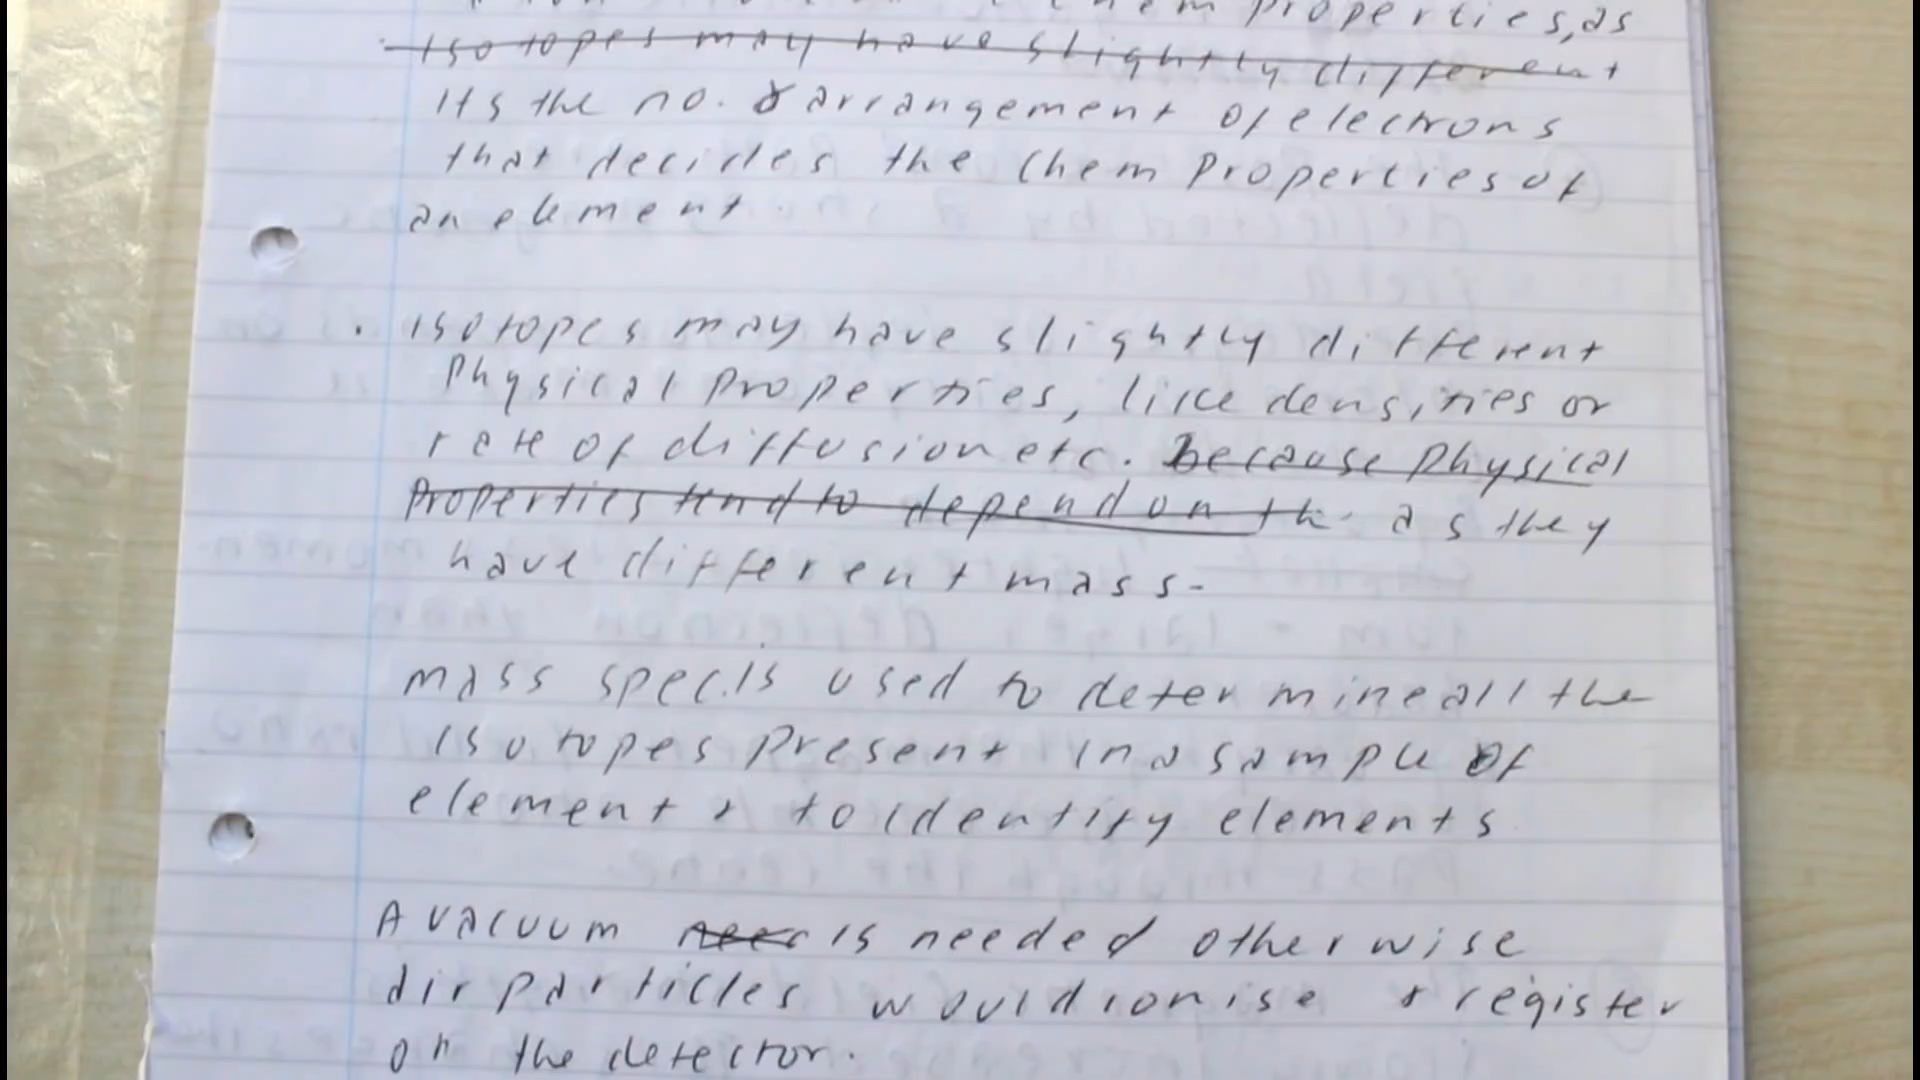 chem properties, as
Isotopes may have slightly different
its the no. & arrangement of electrons
that decides the chem properties of
an element.
. isotopes may have slightly different
physical properties, like densities or
rate of diffusion etc. because physical
properties tend to depend on th as they
have different mass.
mass spec. is used to determine all the
isotopes present in a sample of
element & to identify elements
A vacuum is needed otherwise
air particles would ionise & register
on the detector.